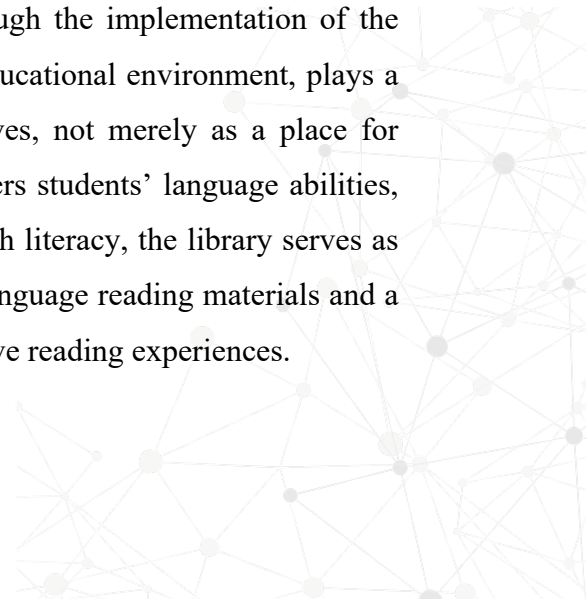 ugh the implementation of the
ucational environment, plays a
es, not merely as a place for
ers students’ language abilities,
h literacy, the library serves as
nguage reading materials and a
ve reading experiences.